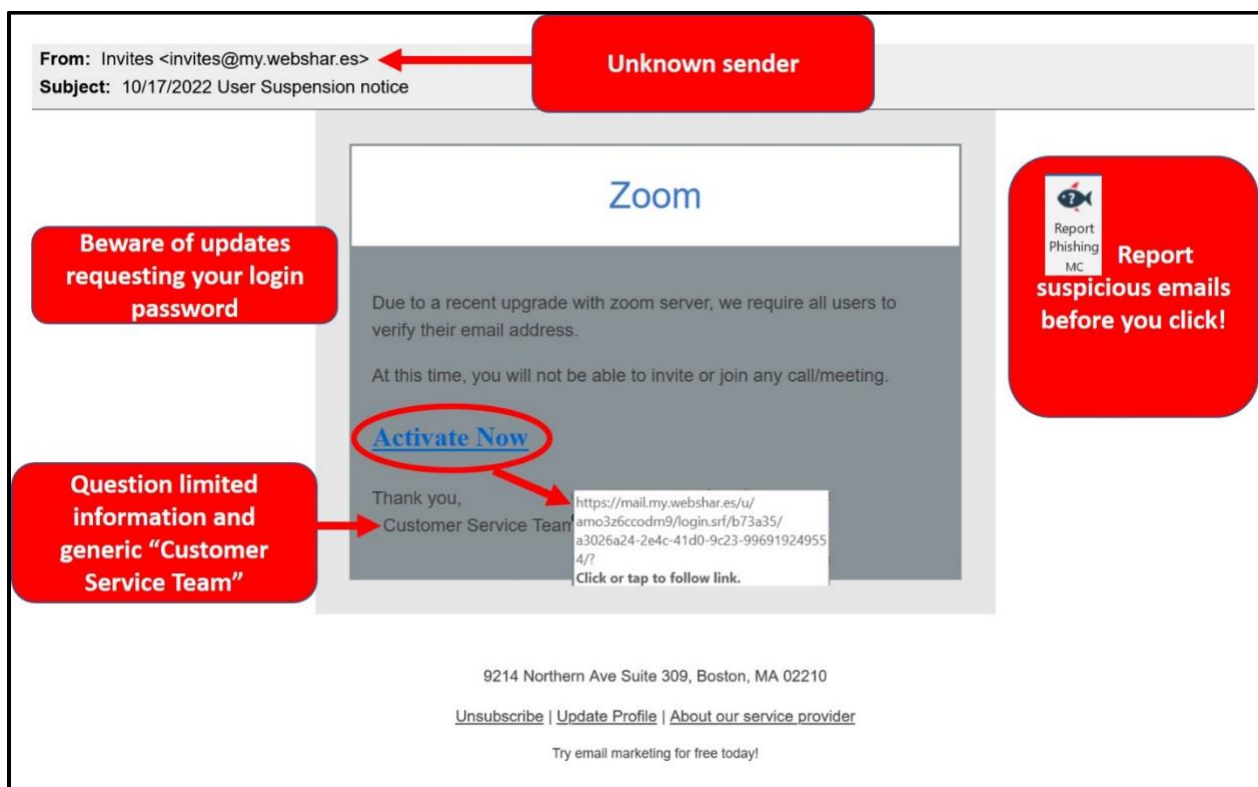 From: Invites <invites@my.webshar.es>
Subject: 10/17/2022 User Suspension notice
Unknown sender
Zoom
Beware of updates
requesting your login
password
Report
Phishing
MC
Report
suspicious emails
before you click!
Due to a recent upgrade with zoom server, we require all users to
verify their email address.
At this time, you will not be able to invite or join any call/meeting.
Activate Now
Question limited
information and
generic “Customer
Service Team”
Thank you,
Customer Service Team
https://mail.my.webshar.es/u/
amo3z6ccodm9/login.srf/b73a35/
a3026a24-2e4c-41d0-9c23-99691924955
4/?
Click or tap to follow link.
9214 Northern Ave Suite 309, Boston, MA 02210
Unsubscribe | Update Profile | About our service provider
Try email marketing for free today!